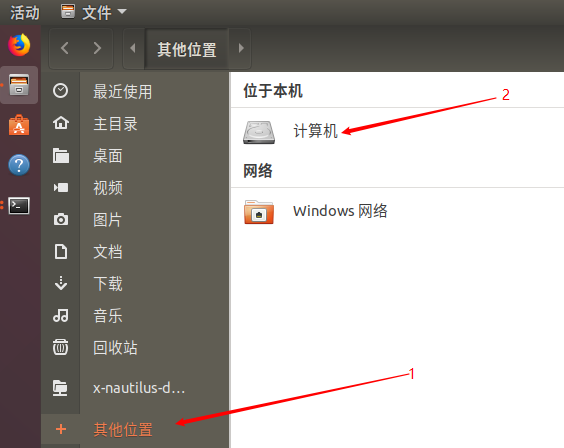 活动 文件
其他位置
最近使用
主目录
桌面
视频
图片
文档
下载
音乐
回收站
x-nautilus-d…
其他位置
位于本机
计算机
网络
Windows 网络
2
1